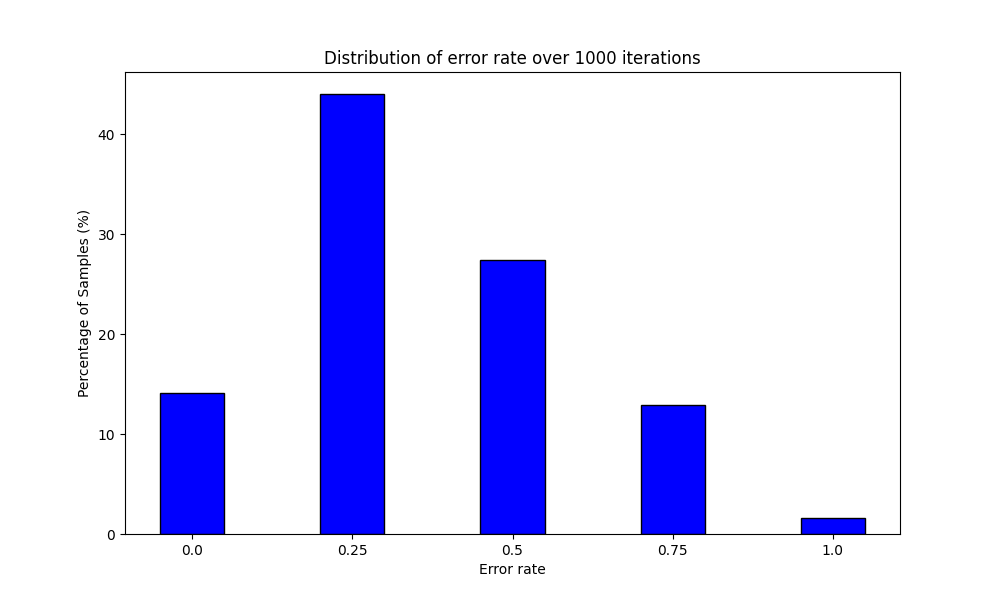 Distribution of error rate over 1000 iterations
Percentage of Samples (%)
40
30
20
10
0
0.0 0.25 0.5 0.75 1.0
Error rate